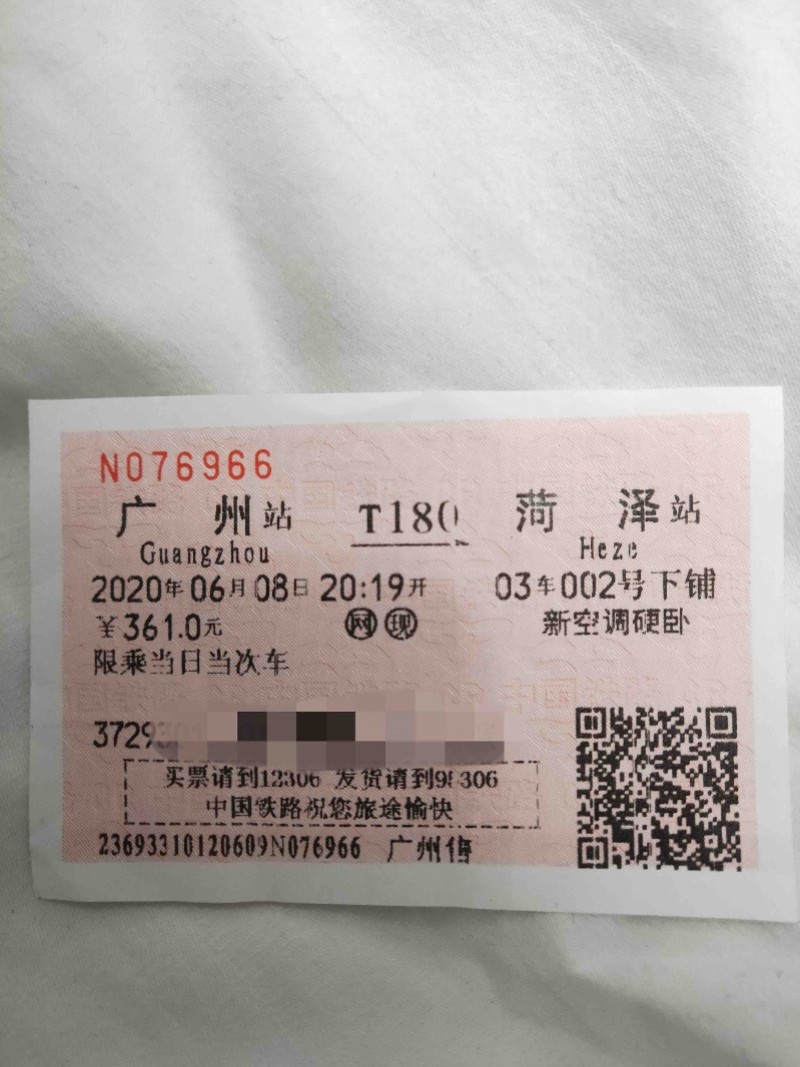 N076966
广州站 T180 菏泽站
Guangzhou Heze
2020年06月08日 20:19开 03车002号下铺
¥361.0元 网 现 新空调硬卧
限乘当日当次车
3729
买票请到12306 发货请到95306
中国铁路祝您旅途愉快
23693310120609N076966 广州售